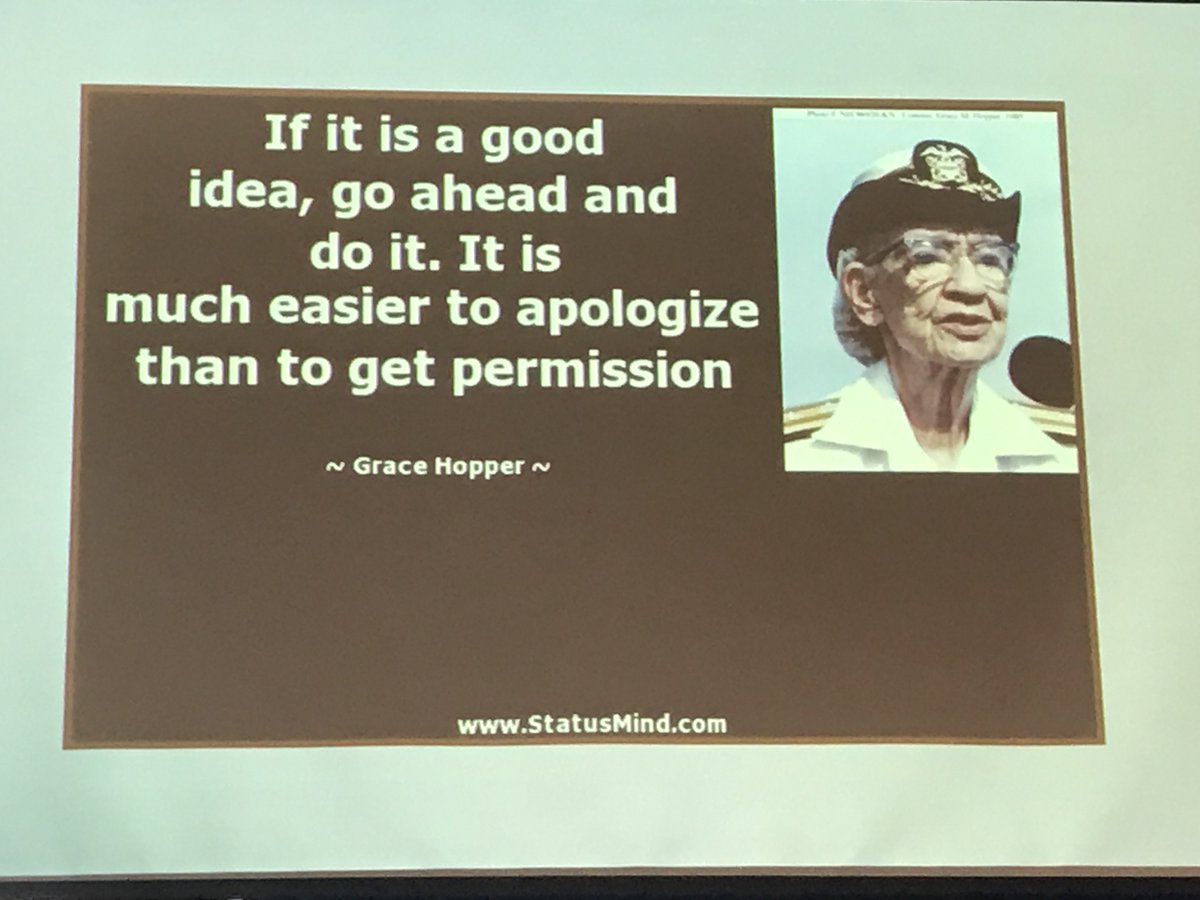 If it is a good
idea, go ahead and
do it. It is
much easier to apologize
than to get permission
~ Grace Hopper ~
www.StatusMind.com